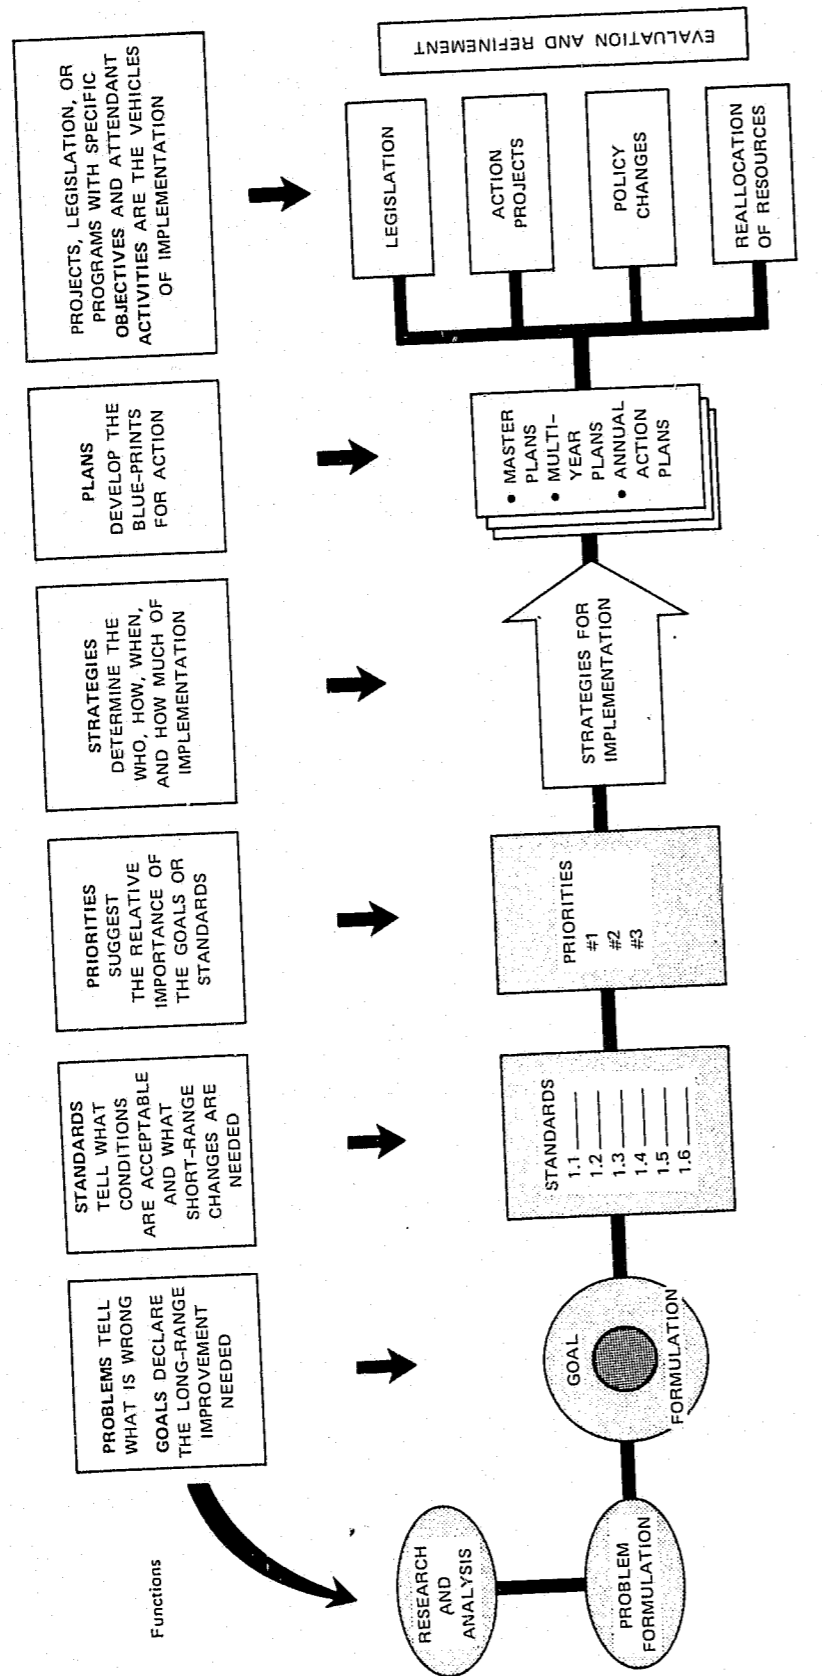 Functions
PROBLEMS TELL
WHAT IS WRONG
GOALS DECLARE
THE LONG-RANGE
IMPROVEMENT
NEEDED
STANDARDS
TELL WHAT
CONDITIONS
ARE ACCEPTABLE
AND WHAT
SHORT-RANGE
CHANGES ARE
NEEDED
PRIORITIES
SUGGEST
THE RELATIVE
IMPORTANCE OF
THE GOALS OR
STANDARDS
STRATEGIES
DETERMINE THE
WHO, HOW, WHEN,
AND HOW MUCH OF
IMPLEMENTATION
PLANS
DEVELOP THE
BLUE-PRINTS
FOR ACTION
PROJECTS, LEGISLATION, OR
PROGRAMS WITH SPECIFIC
OBJECTIVES AND ATTENDANT
ACTIVITIES ARE THE VEHICLES
OF IMPLEMENTATION
RESEARCH
AND
ANALYSIS
PROBLEM
FORMULATION
GOAL
FORMULATION
STANDARDS
1.1
1.2
1.3
1.4
1.5
1.6
PRIORITIES
#1
#2
#3
STRATEGIES FOR
IMPLEMENTATION
• MASTER
PLANS
• MULTI-
YEAR
PLANS
• ANNUAL
ACTION
PLANS
LEGISLATION
ACTION
PROJECTS
POLICY
CHANGES
REALLOCATION
OF RESOURCES
EVALUATION AND REFINEMENT